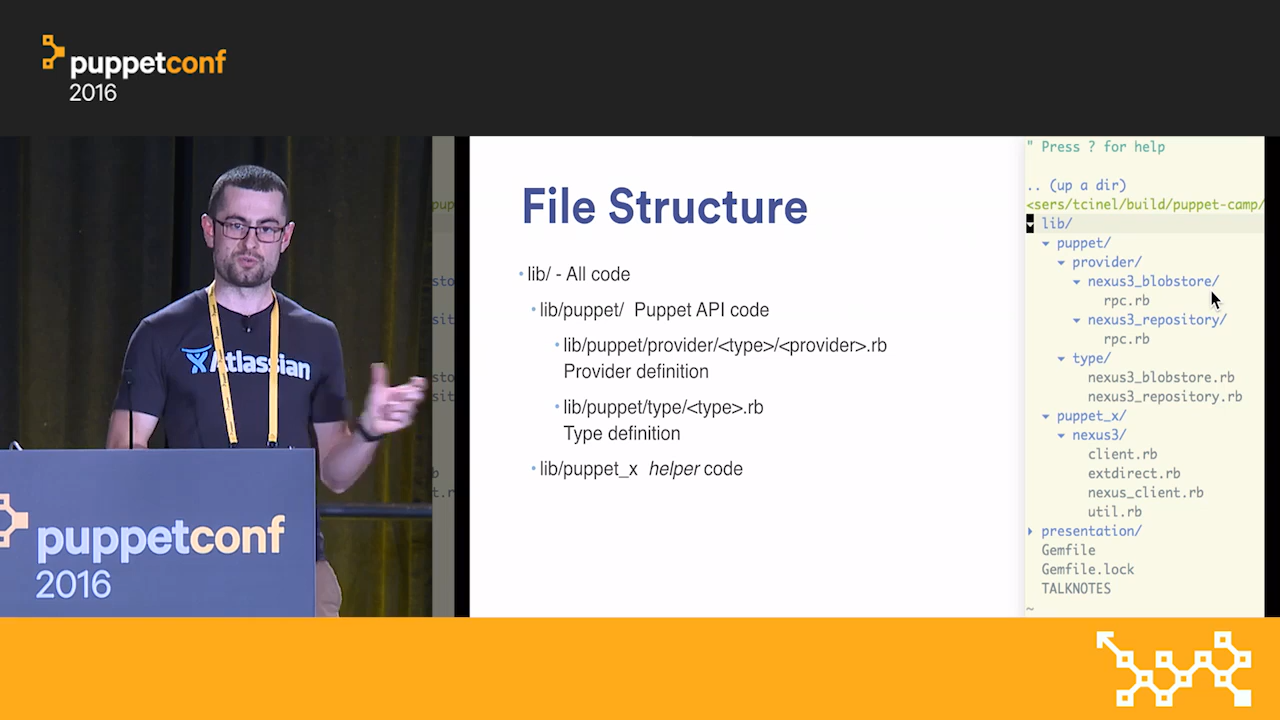 puppetconf
2016
Atlassian
puppetconf
2016
File Structure
• lib/ - All code
• lib/puppet/ Puppet API code
• lib/puppet/provider/<type>/<provider>.rb
Provider definition
• lib/puppet/type/<type>.rb
Type definition
• lib/puppet_x helper code
" Press ? for help
.. (up a dir)
<sers/tcinel/build/puppet-camp/
▾ lib/
▾ puppet/
▾ provider/
▾ nexus3_blobstore/
rpc.rb
▾ nexus3_repository/
rpc.rb
▾ type/
nexus3_blobstore.rb
nexus3_repository.rb
▾ puppet_x/
▾ nexus3/
client.rb
extdirect.rb
nexus_client.rb
util.rb
▸ presentation/
Gemfile
Gemfile.lock
TALKNOTES
~